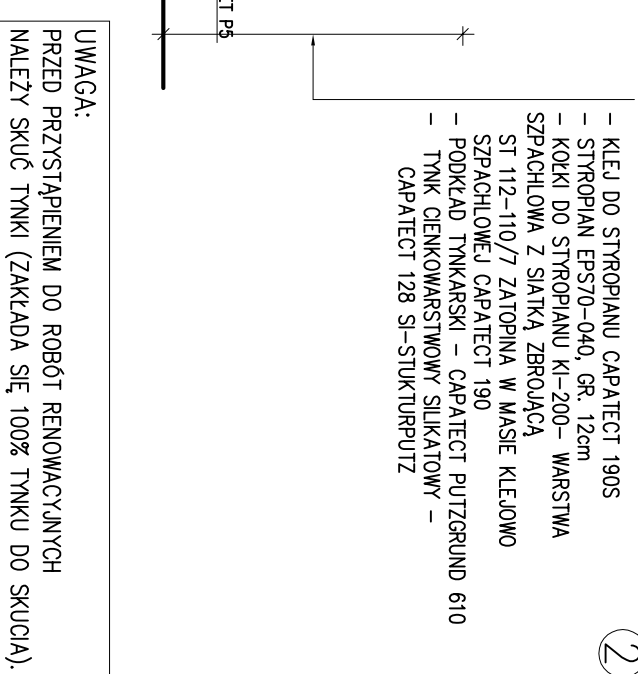 - KLEJ DO STYROPIANU CAPATECT 190S
- STYROPIAN EPS70-040, GR. 12cm
- KOŁKI DO STYROPIANU KI-200- WARSTWA
SZPACHLOWA Z SIATKĄ ZBROJĄCĄ
ST 112-110/7 ZATOPINA W MASIE KLEJOWO
SZPACHLOWEJ CAPATECT 190
- PODKŁAD TYNKARSKI - CAPATECT PUTZGRUND 610
- TYNK CIENKOWARSTWOWY SILIKATOWY -
CAPATECT 128 SI-STUKTURPUTZ
2
P5
UWAGA:
PRZED PRZYSTĄPIENIEM DO ROBÓT RENOWACYJNYCH
NALEŻY SKUĆ TYNKI (ZAKŁADA SIĘ 100% TYNKU DO SKUCIA).